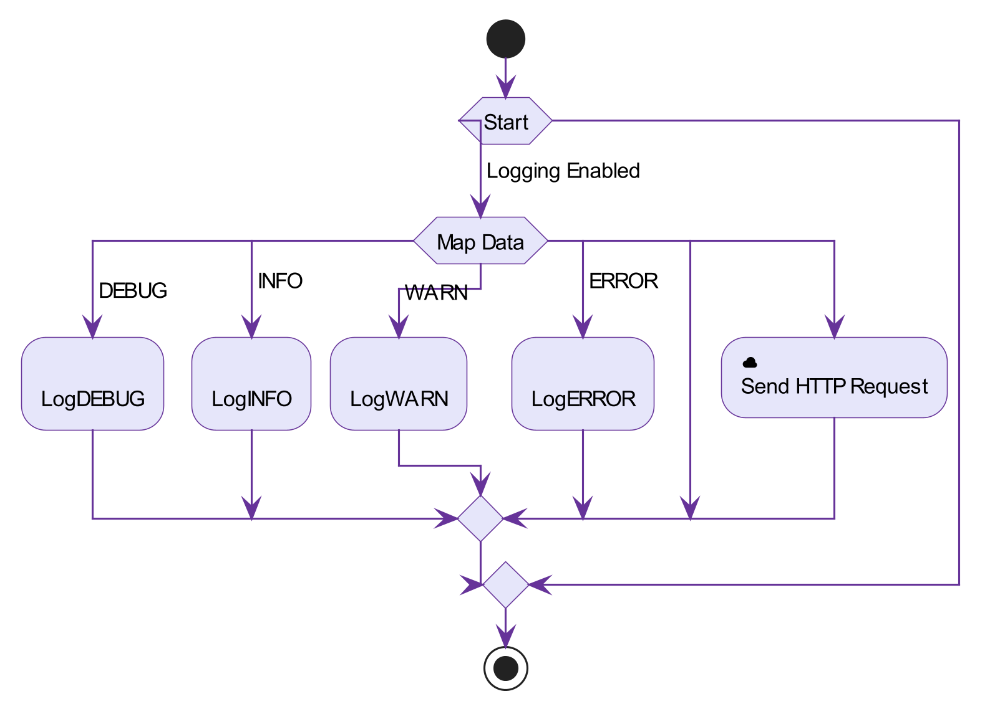 Start
Logging Enabled
Map Data
DEBUG
INFO
WARN
ERROR
LogDEBUG
LogINFO
LogWARN
LogERROR
Send HTTP Request